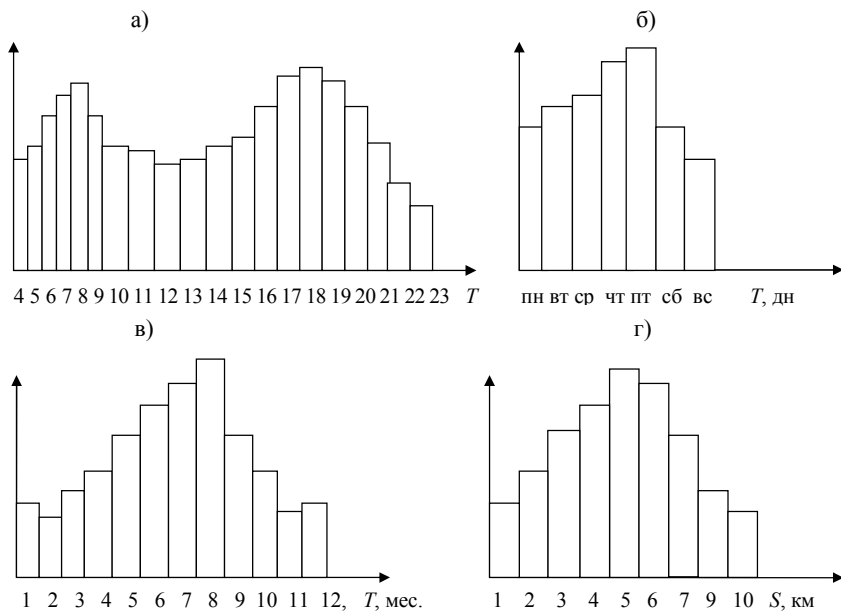 а)
б)
4 5 6 7 8 9 10 11 12 13 14 15 16 17 18 19 20 21 22 23 T
пн вт ср чт пт сб вс T, дн
в)
г)
1 2 3 4 5 6 7 8 9 10 11 12, T, мес.
1 2 3 4 5 6 7 9 10 S, км